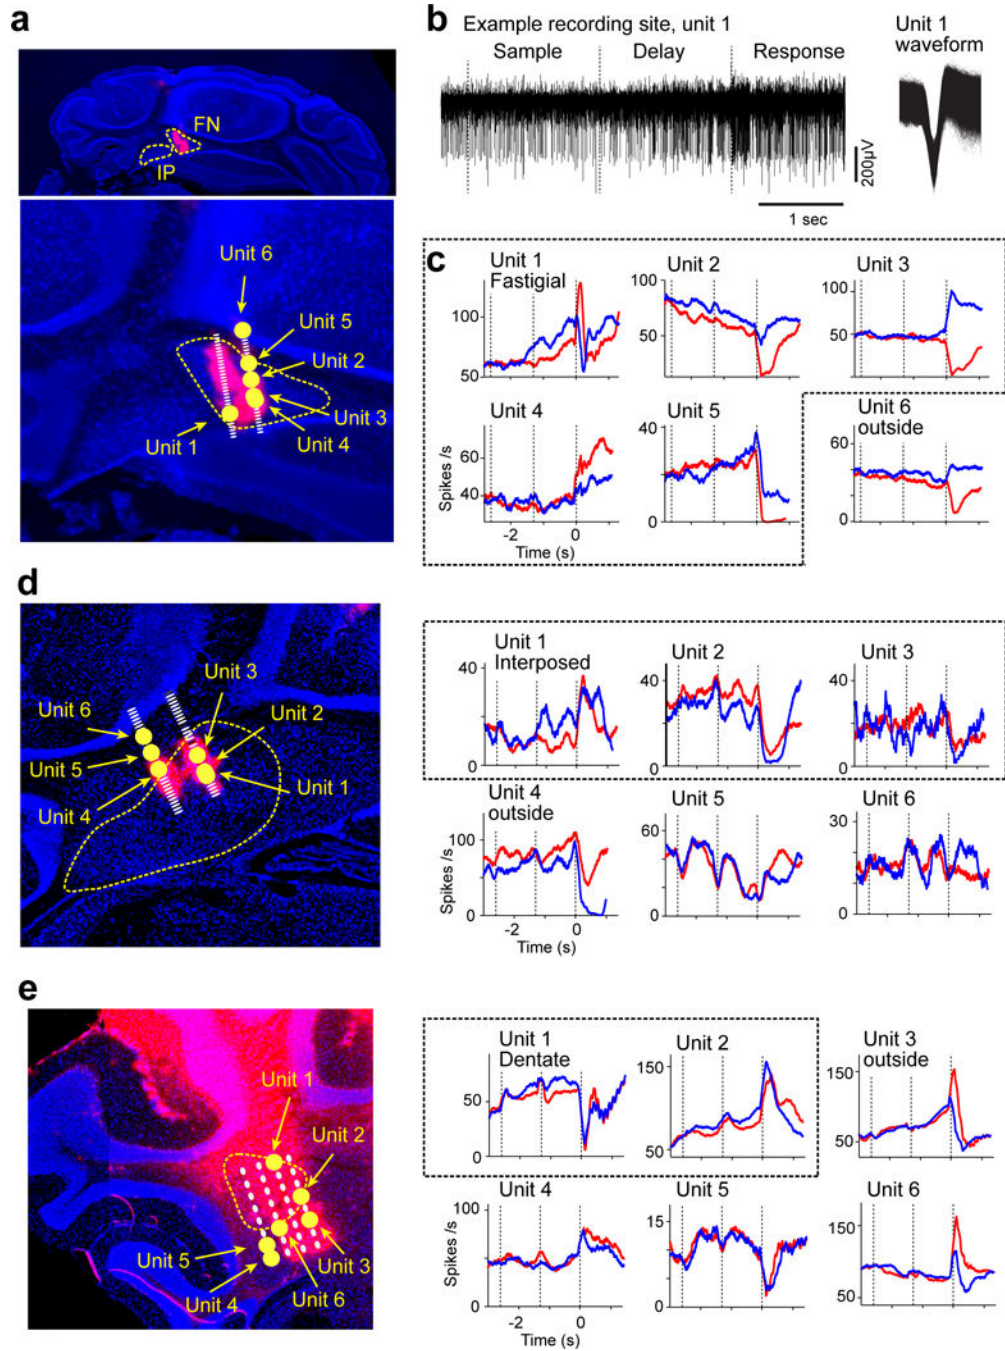 a
FN
IP
Unit 6
Unit 5
Unit 2
Unit 3
Unit 4
Unit 1
b
Example recording site, unit 1
Sample
Delay
Response
200µV
1 sec
Unit 1
waveform
c
Unit 1
Fastigial
100
50
Unit 2
100
50
Unit 3
100
50
0
Unit 4
60
40
Spikes /s
-2
0
Time (s)
Unit 5
40
20
0
Unit 6
outside
60
0
d
Unit 3
Unit 6
Unit 2
Unit 5
Unit 1
Unit 4
Unit 1
Interposed
40
0
Unit 2
40
0
Unit 3
40
0
Unit 4
outside
100
0
Spikes /s
-2
0
Time (s)
Unit 5
60
0
Unit 6
30
0
e
Unit 1
Unit 2
Unit 5
Unit 3
Unit 4
Unit 6
Unit 1
Dentate
50
0
Unit 2
150
50
Unit 3
outside
150
50
Unit 4
100
50
0
Spikes /s
-2
0
Time (s)
Unit 5
15
0
Unit 6
150
50